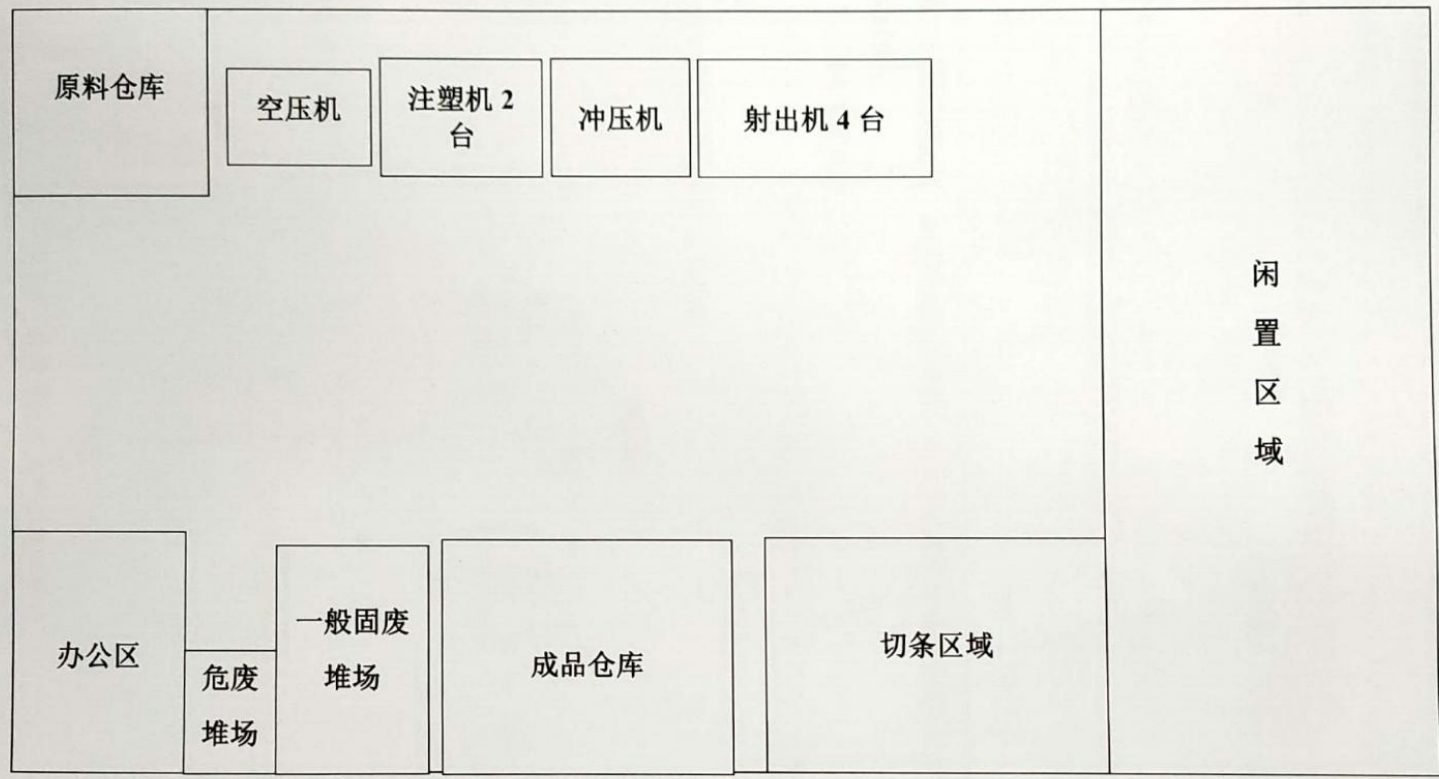 原料仓库
空压机
注塑机 2
台
冲压机
射出机 4 台
闲
置
区
域
办公区
危废
堆场
一般固废
堆场
成品仓库
切条区域